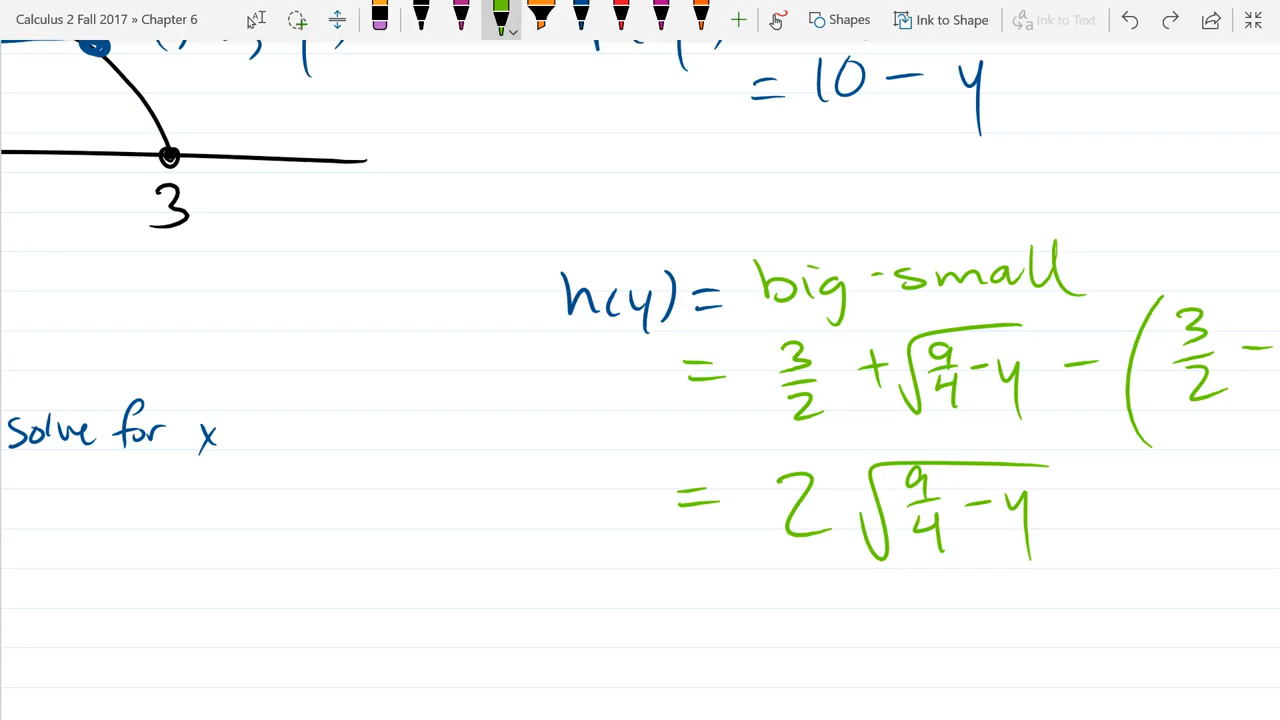 Calculus 2 Fall 2017 » Chapter 6
Shapes
Ink to Shape
Ink to Text
= 10 - y
3
h(y) = big - small
= 3/2 + √(9/4 - y) - ( 3/2 -
solve for x
= 2 √(9/4 - y)